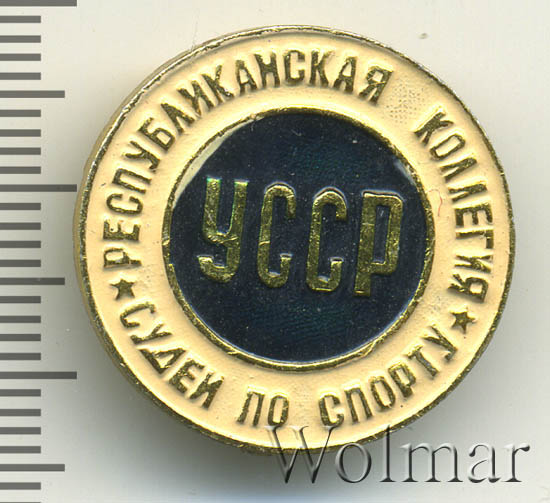 РЕСПУБЛИКАНСКАЯ КОЛЛЕГИЯ
★ СУДЕЙ ПО СПОРТУ ★
УССР
Wolmar